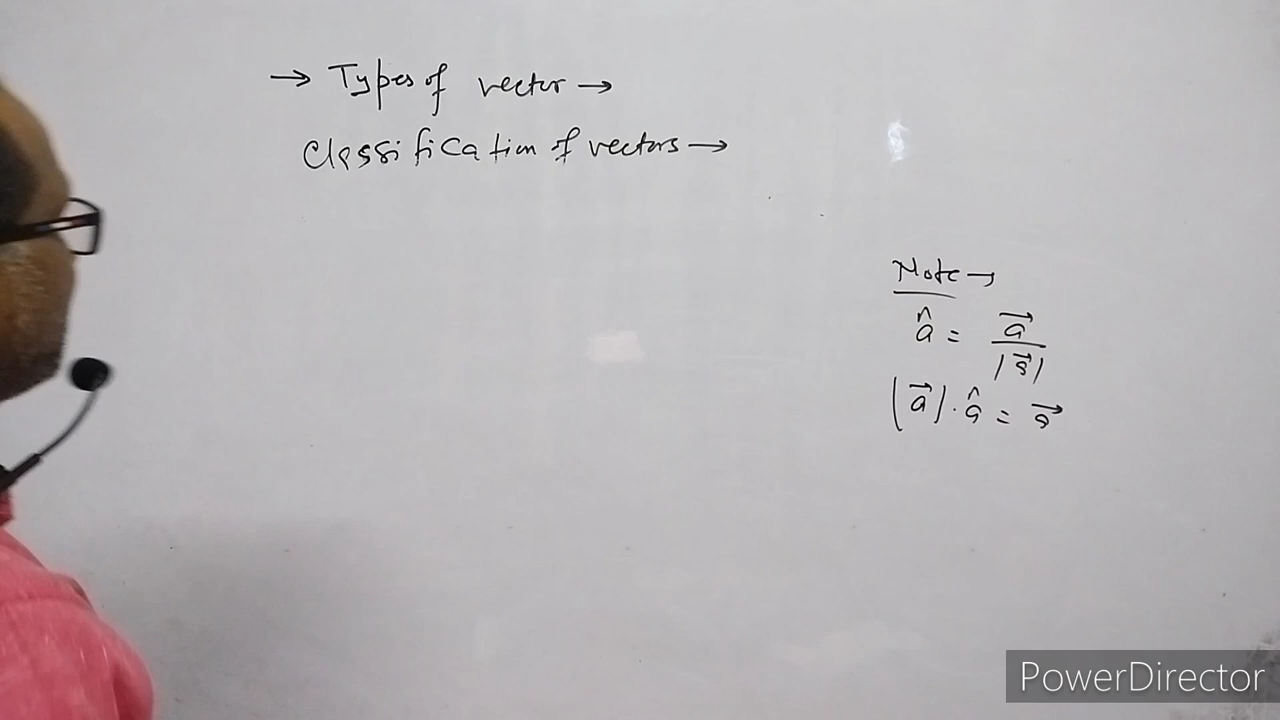 → Types of vector →
Classification of vectors →
Note →
â = a⃗ / |a⃗|
|a⃗| . â = a⃗
PowerDirector